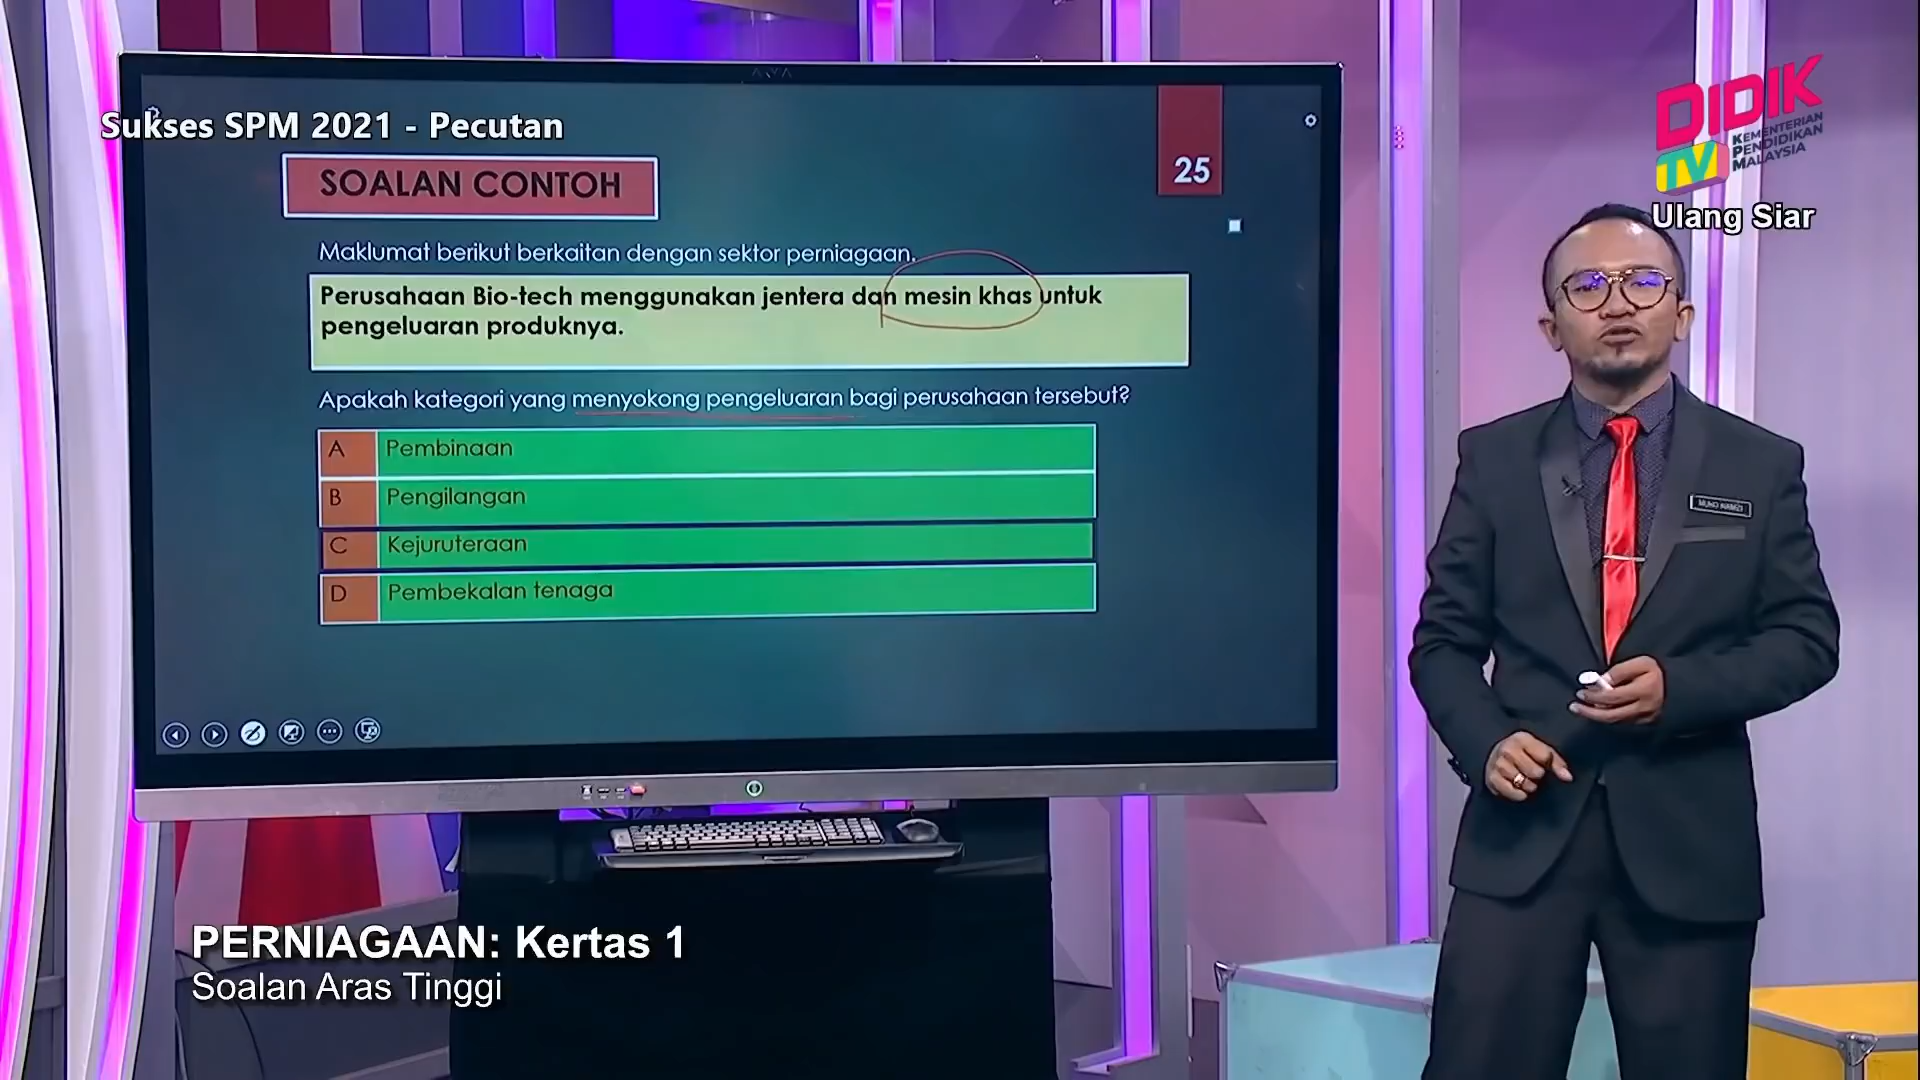 Sukses SPM 2021 - Pecutan
SOALAN CONTOH
25
DIDIK
TV
KEMENTERIAN
PENDIDIKAN
MALAYSIA
Ulang Siar
Maklumat berikut berkaitan dengan sektor perniagaan.
Perusahaan Bio-tech menggunakan jentera dan mesin khas untuk
pengeluaran produknya.
Apakah kategori yang menyokong pengeluaran bagi perusahaan tersebut?
A Pembinaan
B Pengilangan
C Kejuruteraan
D Pembekalan tenaga
PERNIAGAAN: Kertas 1
Soalan Aras Tinggi